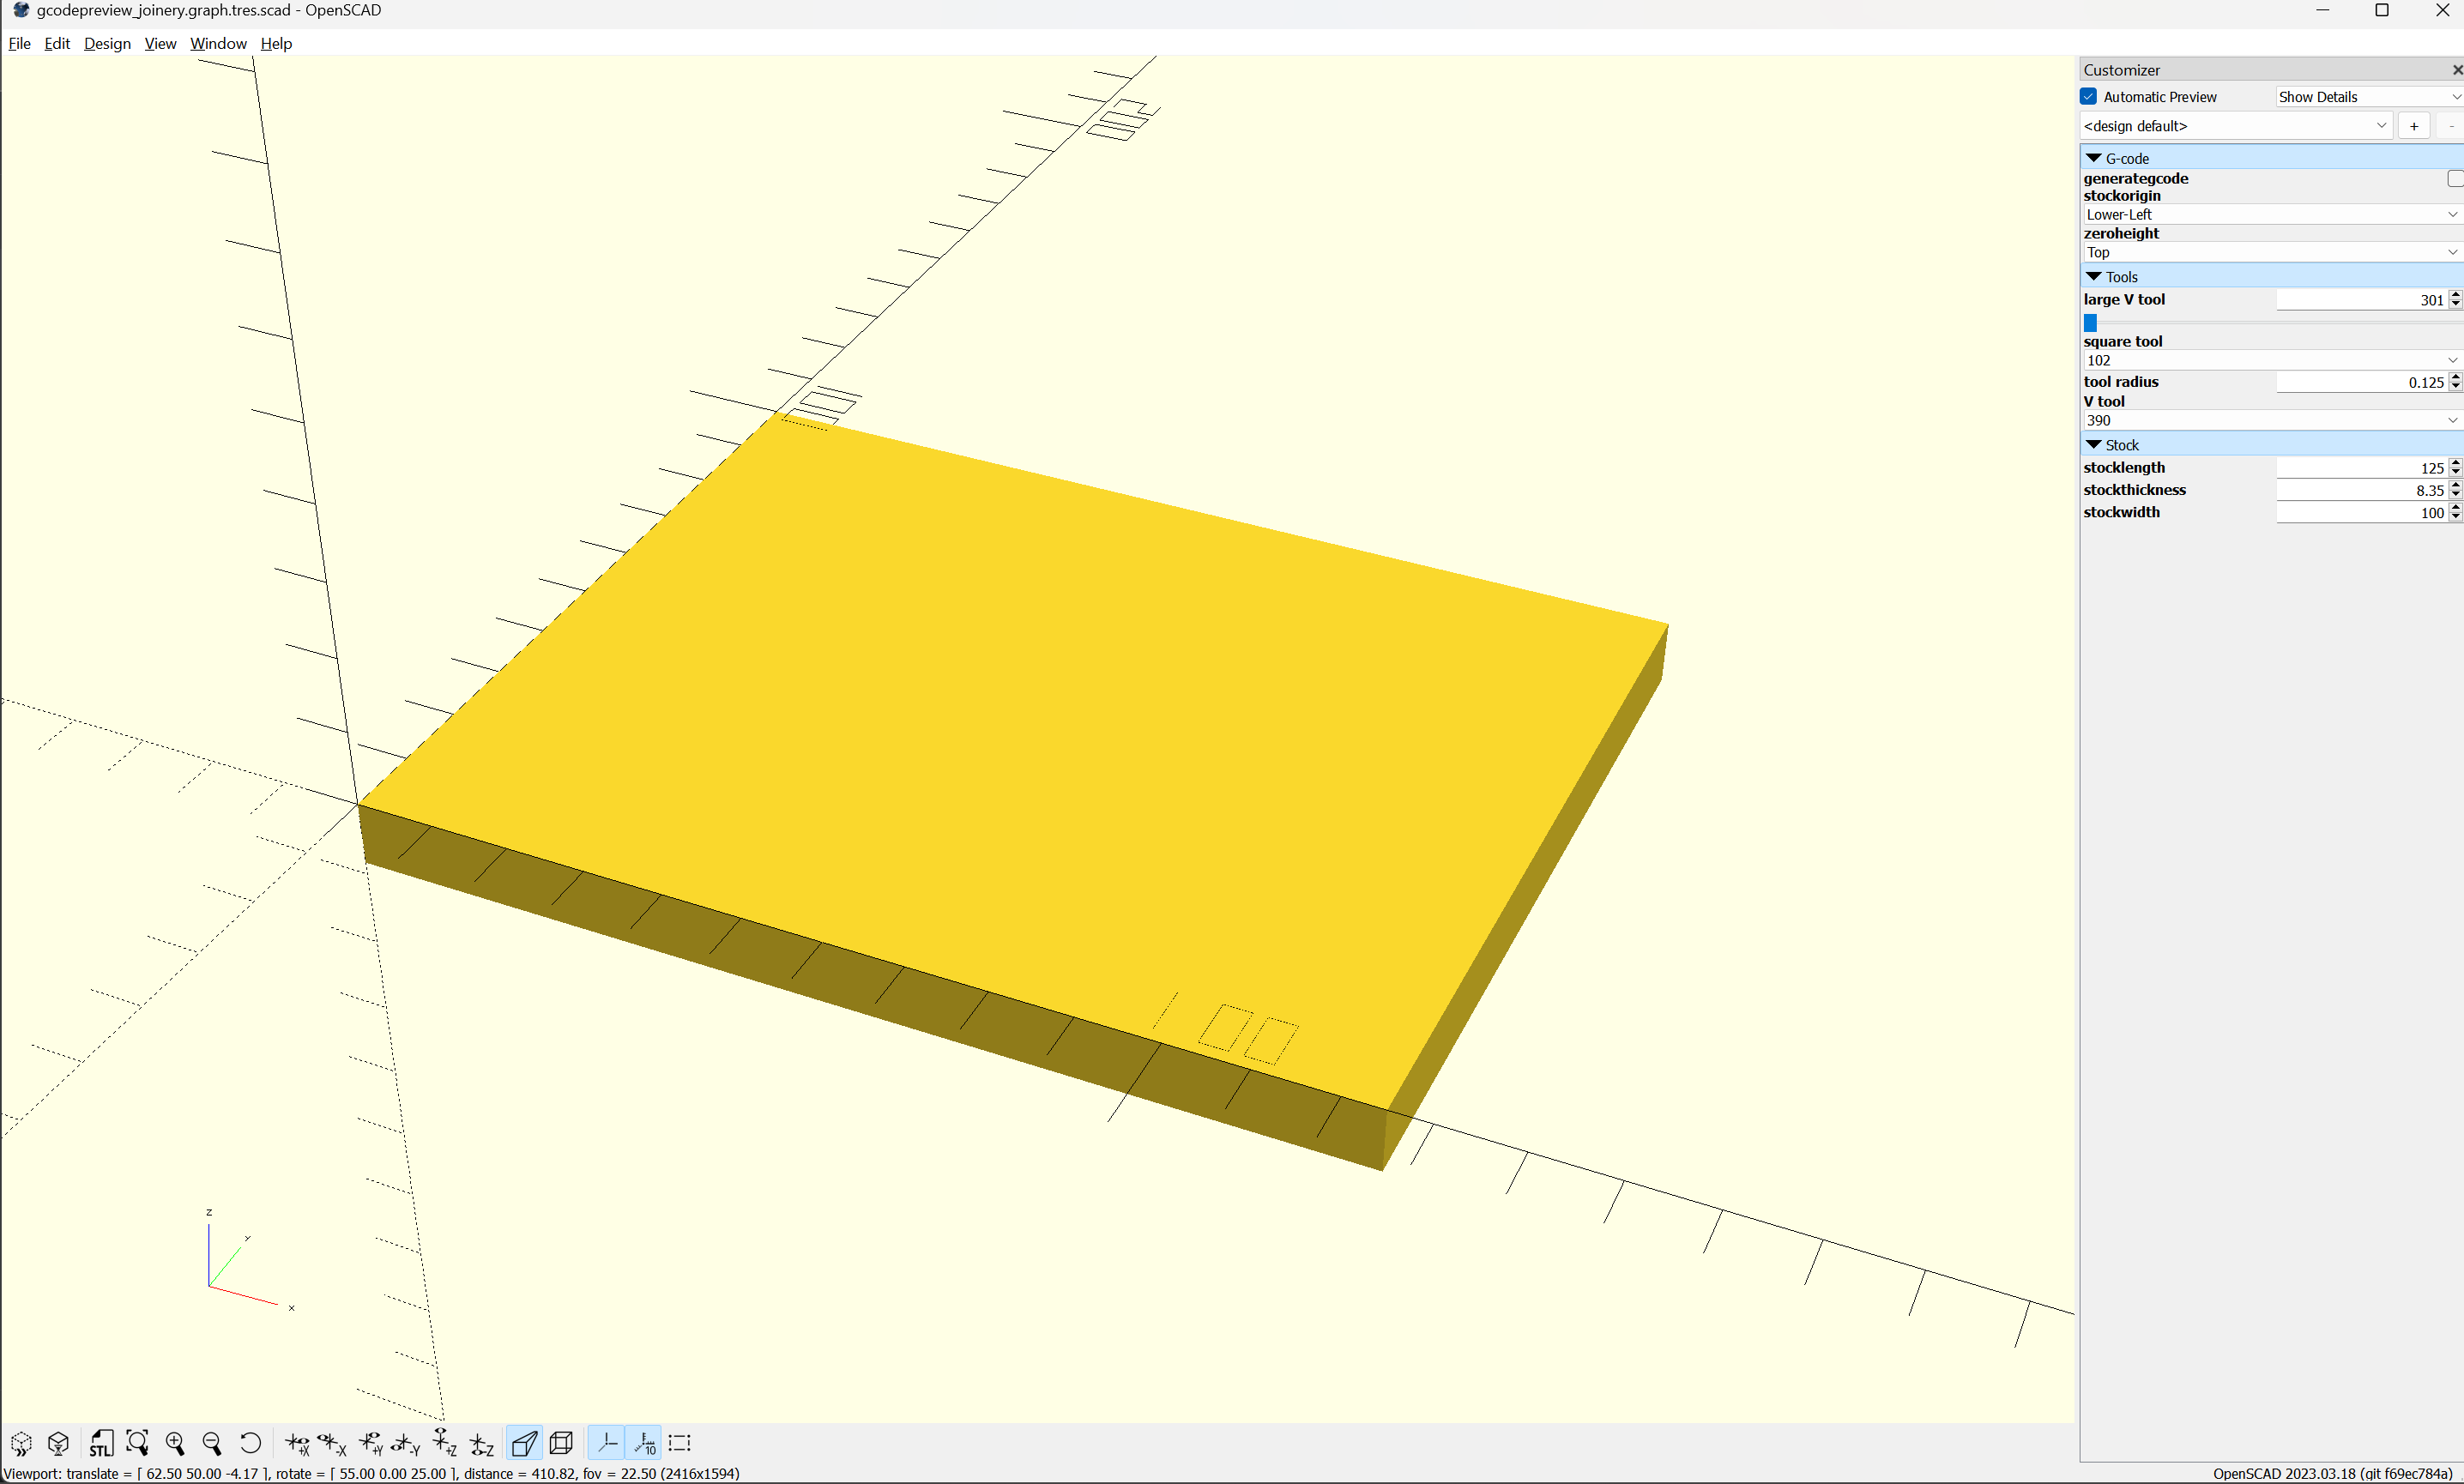 gcodepreview_joinery.graph.tres.scad - OpenSCAD
File Edit Design View Window Help
Customizer
Automatic Preview Show Details
<design default> + -
G-code
generategcode
stockorigin
Lower-Left
zeroheight
Top
Tools
large V tool 301
square tool
102
tool radius 0.125
V tool
390
Stock
stocklength 125
stockthickness 8.35
stockwidth 100
100
z
y
x
STL +X -X +Y -Y +Z -Z 10
Viewport: translate = [ 62.50 50.00 -4.17 ], rotate = [ 55.00 0.00 25.00 ], distance = 410.82, fov = 22.50 (2416x1594)
OpenSCAD 2023.03.18 (git f69ec784a)